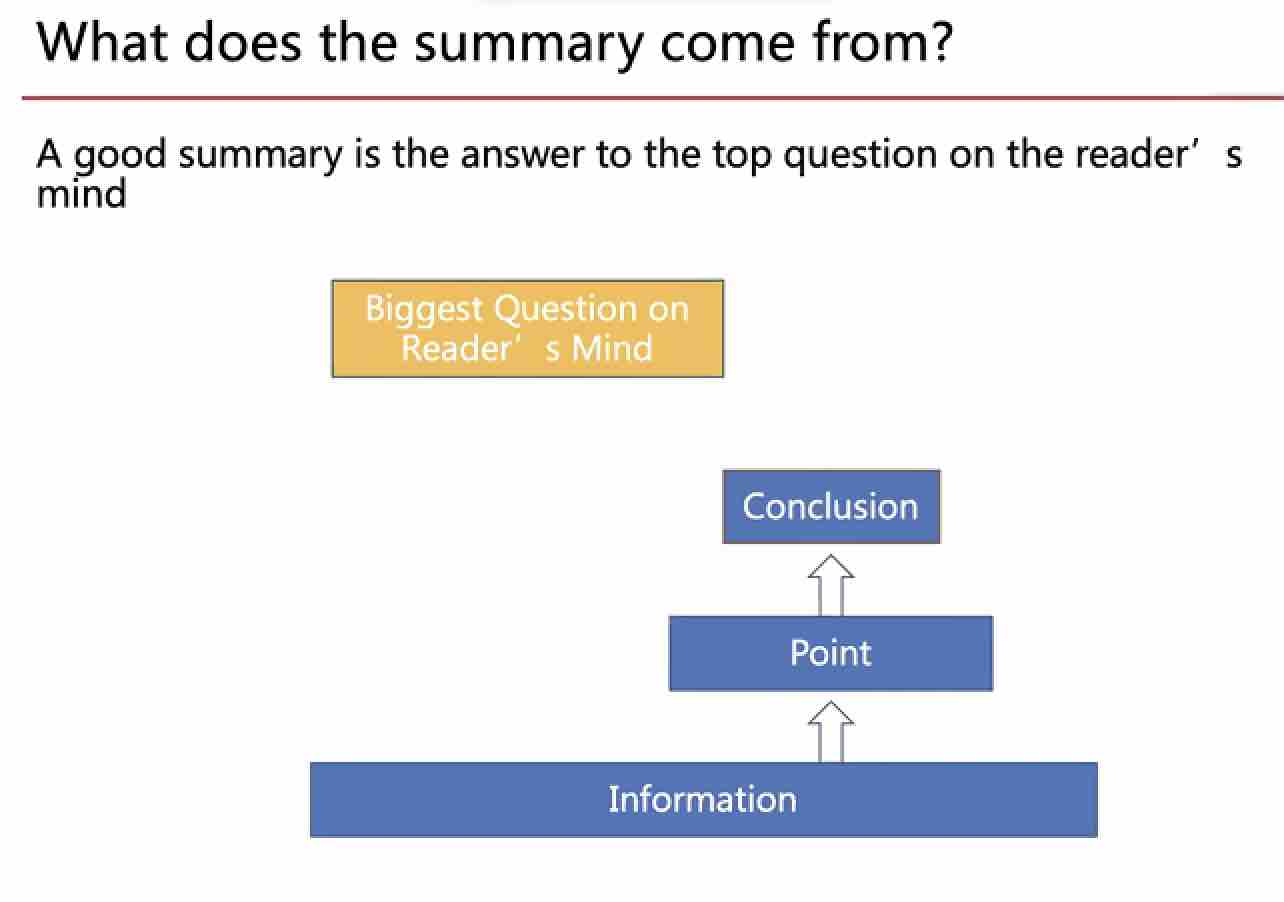 What does the summary come from?
A good summary is the answer to the top question on the reader’s
mind
Biggest Question on
Reader’s Mind
Conclusion
Point
Information